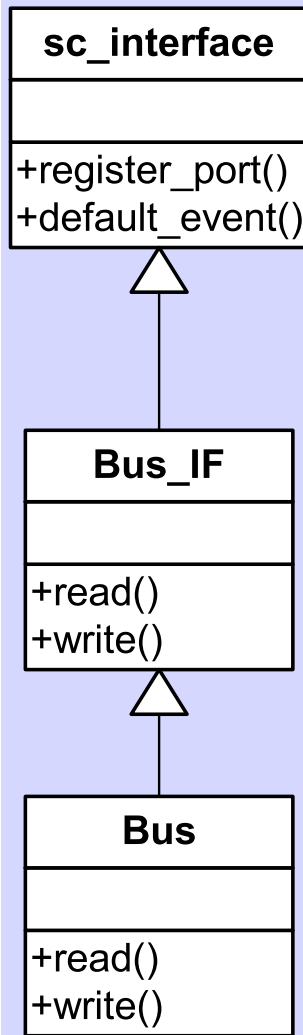 sc_interface
+register_port()
+default_event()
Bus_IF
+read()
+write()
Bus
+read()
+write()